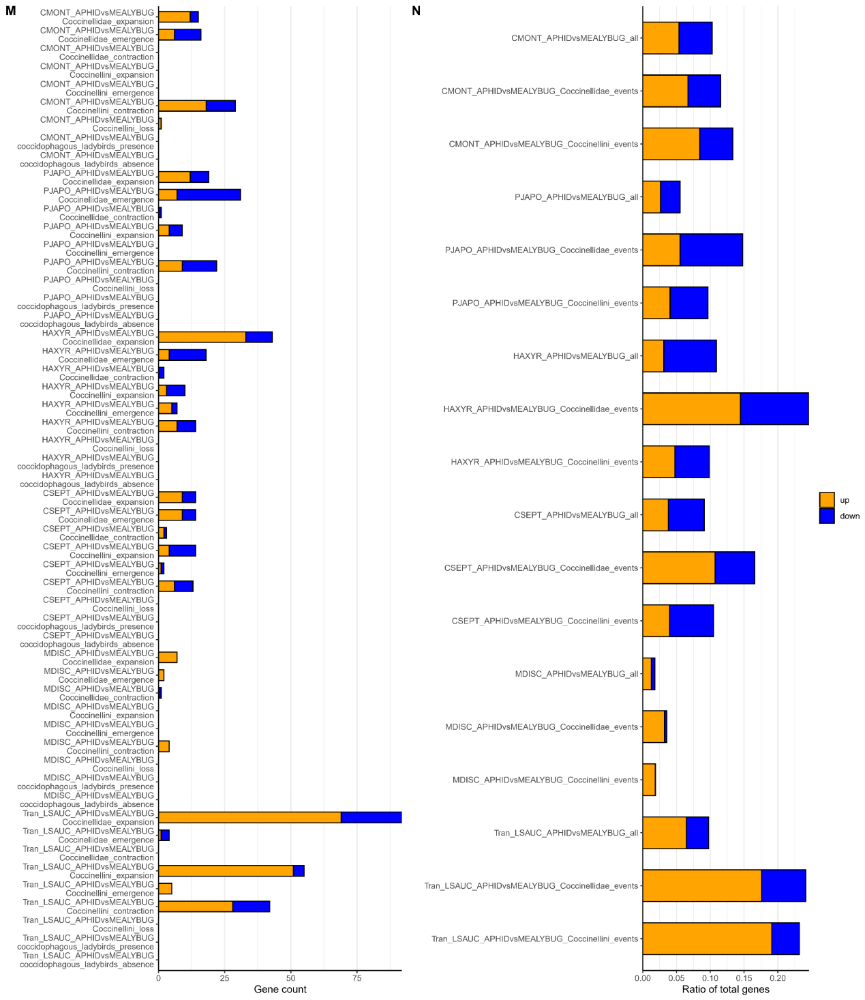 M
CMONT_APHIDvsMEALYBUG
Coccinellidae_expansion
CMONT_APHIDvsMEALYBUG
Coccinellidae_emergence
CMONT_APHIDvsMEALYBUG
Coccinellidae_contraction
CMONT_APHIDvsMEALYBUG
Coccinellini_expansion
CMONT_APHIDvsMEALYBUG
Coccinellini_emergence
CMONT_APHIDvsMEALYBUG
Coccinellini_contraction
CMONT_APHIDvsMEALYBUG
Coccinellini_loss
CMONT_APHIDvsMEALYBUG
coccidophagous_ladybirds_presence
CMONT_APHIDvsMEALYBUG
coccidophagous_ladybirds_absence
PJAPO_APHIDvsMEALYBUG
Coccinellidae_expansion
PJAPO_APHIDvsMEALYBUG
Coccinellidae_emergence
PJAPO_APHIDvsMEALYBUG
Coccinellidae_contraction
PJAPO_APHIDvsMEALYBUG
Coccinellini_expansion
PJAPO_APHIDvsMEALYBUG
Coccinellini_emergence
PJAPO_APHIDvsMEALYBUG
Coccinellini_contraction
PJAPO_APHIDvsMEALYBUG
Coccinellini_loss
PJAPO_APHIDvsMEALYBUG
coccidophagous_ladybirds_presence
PJAPO_APHIDvsMEALYBUG
coccidophagous_ladybirds_absence
HAXYR_APHIDvsMEALYBUG
Coccinellidae_expansion
HAXYR_APHIDvsMEALYBUG
Coccinellidae_emergence
HAXYR_APHIDvsMEALYBUG
Coccinellidae_contraction
HAXYR_APHIDvsMEALYBUG
Coccinellini_expansion
HAXYR_APHIDvsMEALYBUG
Coccinellini_emergence
HAXYR_APHIDvsMEALYBUG
Coccinellini_contraction
HAXYR_APHIDvsMEALYBUG
Coccinellini_loss
HAXYR_APHIDvsMEALYBUG
coccidophagous_ladybirds_presence
HAXYR_APHIDvsMEALYBUG
coccidophagous_ladybirds_absence
CSEPT_APHIDvsMEALYBUG
Coccinellidae_expansion
CSEPT_APHIDvsMEALYBUG
Coccinellidae_emergence
CSEPT_APHIDvsMEALYBUG
Coccinellidae_contraction
CSEPT_APHIDvsMEALYBUG
Coccinellini_expansion
CSEPT_APHIDvsMEALYBUG
Coccinellini_emergence
CSEPT_APHIDvsMEALYBUG
Coccinellini_contraction
CSEPT_APHIDvsMEALYBUG
Coccinellini_loss
CSEPT_APHIDvsMEALYBUG
coccidophagous_ladybirds_presence
CSEPT_APHIDvsMEALYBUG
coccidophagous_ladybirds_absence
MDISC_APHIDvsMEALYBUG
Coccinellidae_expansion
MDISC_APHIDvsMEALYBUG
Coccinellidae_emergence
MDISC_APHIDvsMEALYBUG
Coccinellidae_contraction
MDISC_APHIDvsMEALYBUG
Coccinellini_expansion
MDISC_APHIDvsMEALYBUG
Coccinellini_emergence
MDISC_APHIDvsMEALYBUG
Coccinellini_contraction
MDISC_APHIDvsMEALYBUG
Coccinellini_loss
MDISC_APHIDvsMEALYBUG
coccidophagous_ladybirds_presence
MDISC_APHIDvsMEALYBUG
coccidophagous_ladybirds_absence
Tran_LSAUC_APHIDvsMEALYBUG
Coccinellidae_expansion
Tran_LSAUC_APHIDvsMEALYBUG
Coccinellidae_emergence
Tran_LSAUC_APHIDvsMEALYBUG
Coccinellidae_contraction
Tran_LSAUC_APHIDvsMEALYBUG
Coccinellini_expansion
Tran_LSAUC_APHIDvsMEALYBUG
Coccinellini_emergence
Tran_LSAUC_APHIDvsMEALYBUG
Coccinellini_contraction
Tran_LSAUC_APHIDvsMEALYBUG
Coccinellini_loss
Tran_LSAUC_APHIDvsMEALYBUG
coccidophagous_ladybirds_presence
Tran_LSAUC_APHIDvsMEALYBUG
coccidophagous_ladybirds_absence
0 25 50 75
Gene count
N
CMONT_APHIDvsMEALYBUG_all
CMONT_APHIDvsMEALYBUG_Coccinellidae_events
CMONT_APHIDvsMEALYBUG_Coccinellini_events
PJAPO_APHIDvsMEALYBUG_all
PJAPO_APHIDvsMEALYBUG_Coccinellidae_events
PJAPO_APHIDvsMEALYBUG_Coccinellini_events
HAXYR_APHIDvsMEALYBUG_all
HAXYR_APHIDvsMEALYBUG_Coccinellidae_events
HAXYR_APHIDvsMEALYBUG_Coccinellini_events
CSEPT_APHIDvsMEALYBUG_all
CSEPT_APHIDvsMEALYBUG_Coccinellidae_events
CSEPT_APHIDvsMEALYBUG_Coccinellini_events
MDISC_APHIDvsMEALYBUG_all
MDISC_APHIDvsMEALYBUG_Coccinellidae_events
MDISC_APHIDvsMEALYBUG_Coccinellini_events
Tran_LSAUC_APHIDvsMEALYBUG_all
Tran_LSAUC_APHIDvsMEALYBUG_Coccinellidae_events
Tran_LSAUC_APHIDvsMEALYBUG_Coccinellini_events
0.00 0.05 0.10 0.15 0.20
Ratio of total genes
up
down